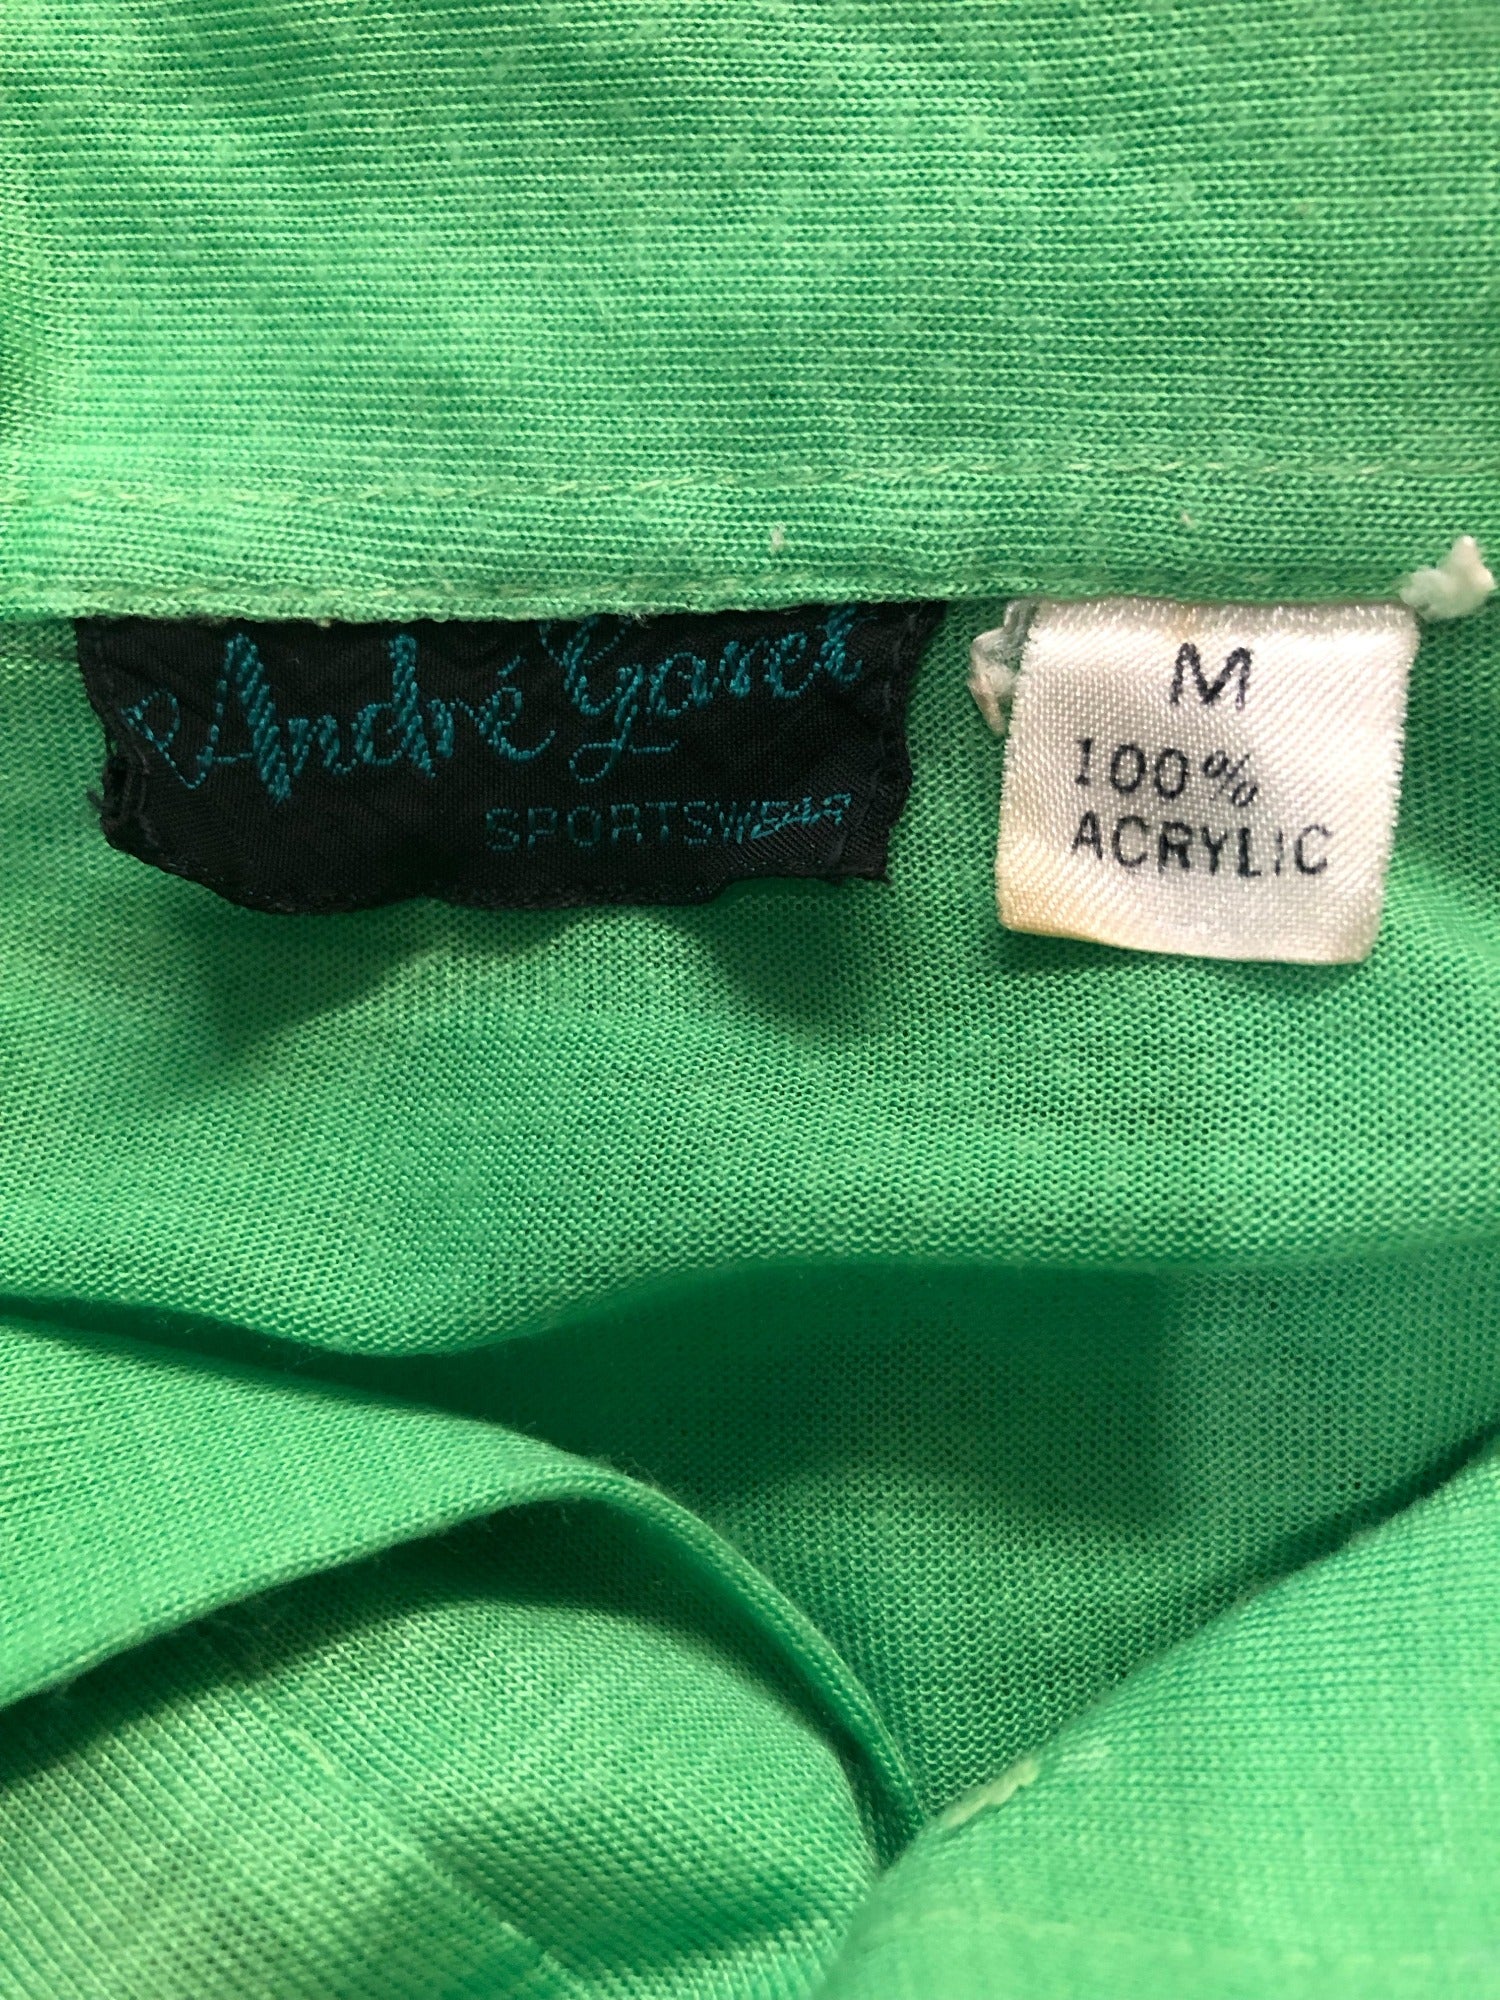 André Garet
SPORTSWEAR
M
100%
ACRYLIC